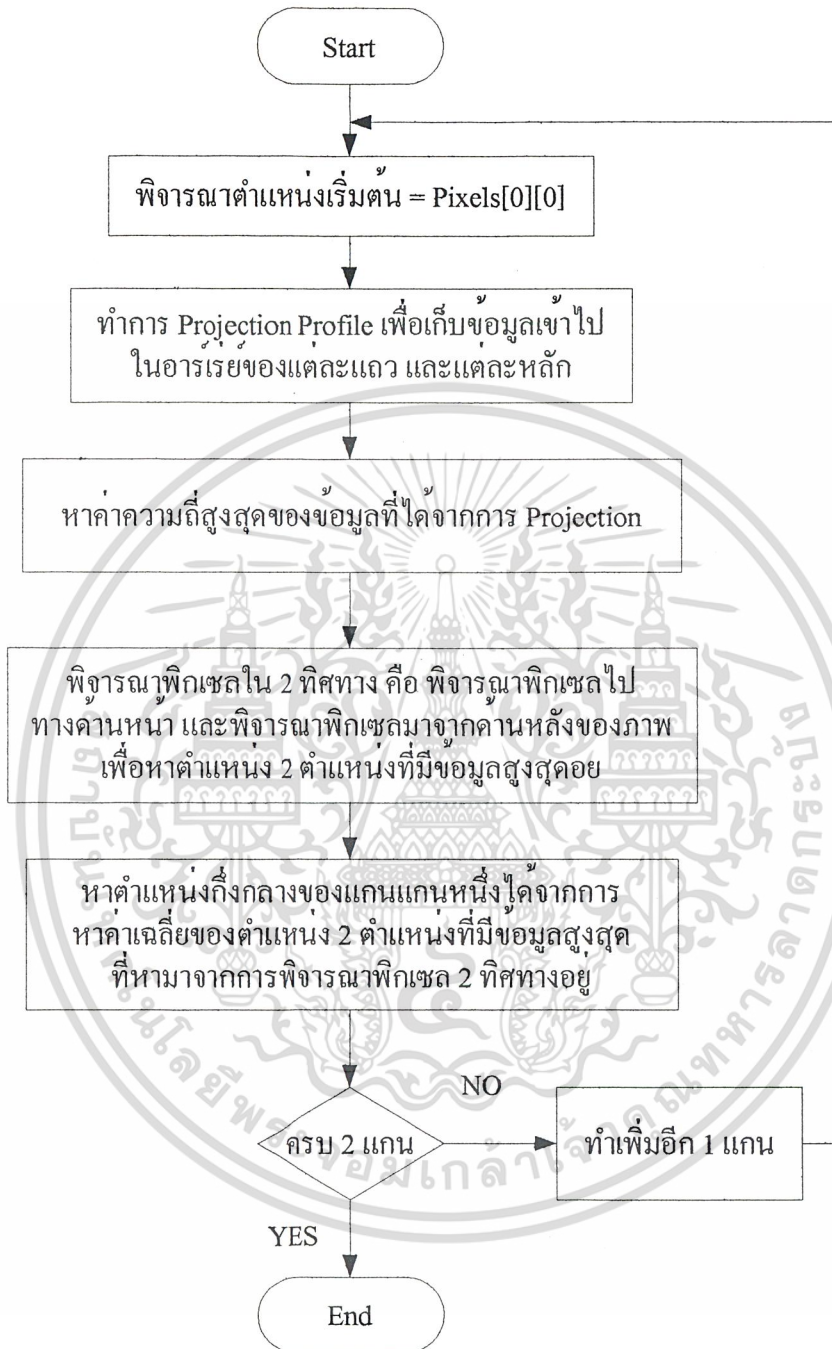 Start
พิจารณาตำแหน่งเริ่มต้น = Pixels[0][0]
ทำการ Projection Profile เพื่อเก็บข้อมูลเข้าไป
ในอาร์เร่ย์ของแต่ละแถว และแต่ละหลัก
หาค่าความถี่สูงสุดของข้อมูลที่ได้จากการ Projection
พิจารณาพิกเซลใน 2 ทิศทาง คือ พิจารณาพิกเซลไป
ทางด้านหน้า และพิจารณาพิกเซลมาจากด้านหลังของภาพ
เพื่อหาตำแหน่ง 2 ตำแหน่งที่มีข้อมูลสูงสุดอย
หาตำแหน่งกึ่งกลางของแกนแกนหนึ่งได้จากการ
หาค่าเฉลี่ยของตำแหน่ง 2 ตำแหน่งที่มีข้อมูลสูงสุด
ที่หามาจากการพิจารณาพิกเซล 2 ทิศทางอยู่
ครบ 2 แกน
NO
ทำเพิ่มอีก 1 แกน
YES
End